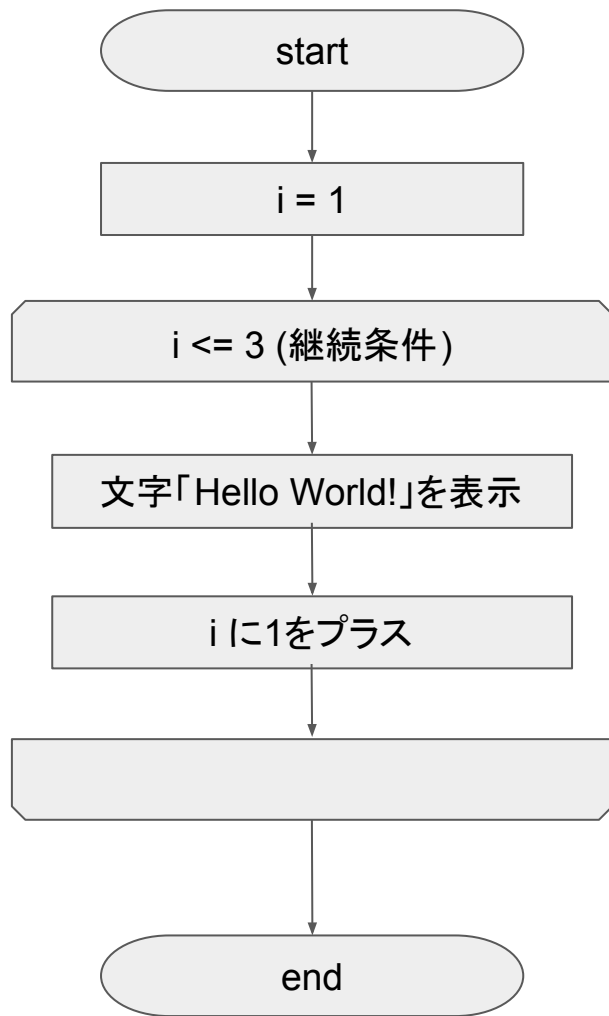 start
i = 1
i <= 3 (継続条件)
文字「Hello World!」を表示
i に1をプラス
end